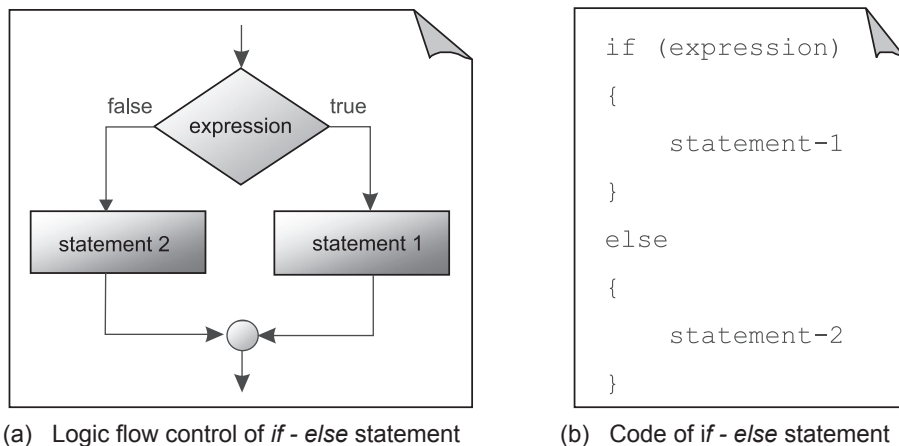 false
true
expression
statement 2
statement 1
(a) Logic flow control of if - else statement
if (expression)
{
statement-1
}
else
{
statement-2
}
(b) Code of if - else statement